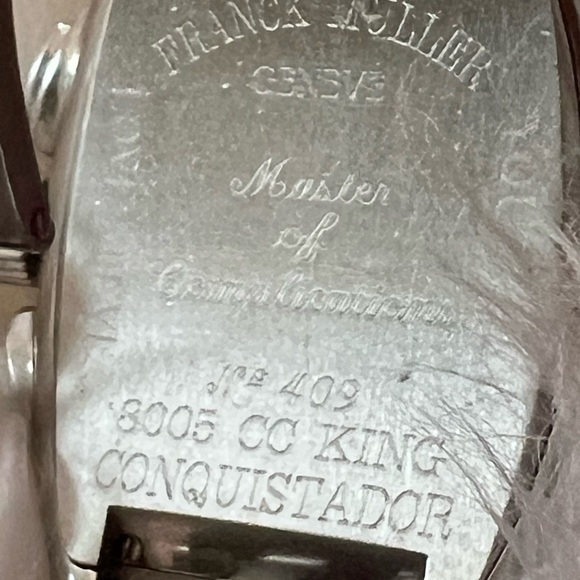 FRANCK MULLER
GENEVE
Master
of
Complications
Nº 409
8005 CC KING
CONQUISTADOR